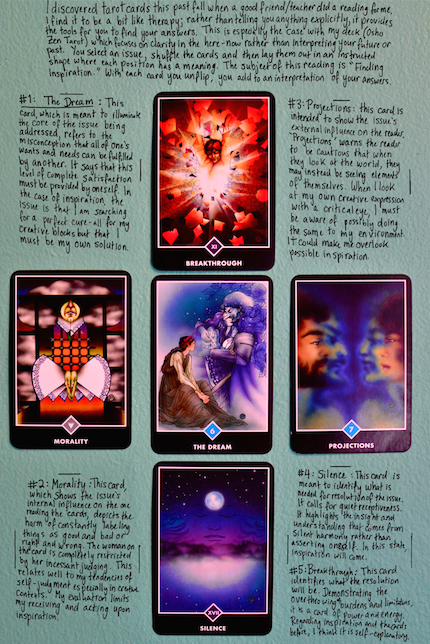 I discovered tarot cards this past fall when a good friend/teacher did a reading for me.
I find it to be a bit like therapy; rather than telling you anything explicitly, it provides
the tools for you to find your answers. This is especially the case with my deck (Osho
Zen Tarot) which focuses on clarity in the here-now rather than interpreting your future or
past. You select an issue, shuffle the cards and then lay them out in an instructed
shape where each position has a meaning. The subject of this reading is "Finding
Inspiration." With each card you unflip, you add to an interpretation of your answers.
#1: The Dream: This
card, which is meant to illuminate
the core of the issue being
addressed, refers to the
misconception that all of one's
wants and needs can be fulfilled
by another. It says that this
level of complete satisfaction
must be provided by oneself. In
the case of inspiration, the
issue is that I am searching
for a perfect cure-all for my
creative blocks but that I
must be my own solution.
XI
BREAKTHROUGH
#3: Projections: this card is
intended to show the issue's
external influence on the reader.
"Projections" warns the reader
to be cautious that when
they look at the world, they
may instead be seeing elements
of themselves. When I look
at my own creative expression
with a critical eye, I must
be aware of possibly doing
the same to my environment.
It could make me overlook
possible inspiration.
V
MORALITY
6
THE DREAM
7
PROJECTIONS
#2: Morality: This card,
which shows the issue's
internal influence on the one
reading the cards, depicts the
harm of constantly labeling
things as good and bad or
right and wrong. The woman on
the card is completely restricted
by her incessant judging. This
relates well to my tendencies of
self-judgment especially in creative
contexts. My evaluation limits
my receiving and acting upon
inspiration.
XVII
SILENCE
#4: Silence: This card is
meant to identify what is
needed for resolution of the issue.
It calls for quiet receptiveness.
It highlights the insight and
understanding that comes from
silent harmony rather than
asserting oneself. In this state,
inspiration will come.
#5: Breakthrough: This card
identifies what the resolution
will be. Demonstrating the
overthrowing burdens and limitations,
it is a card of power and energy.
Regarding inspiration and the cards
before, I think it is self-explanatory.